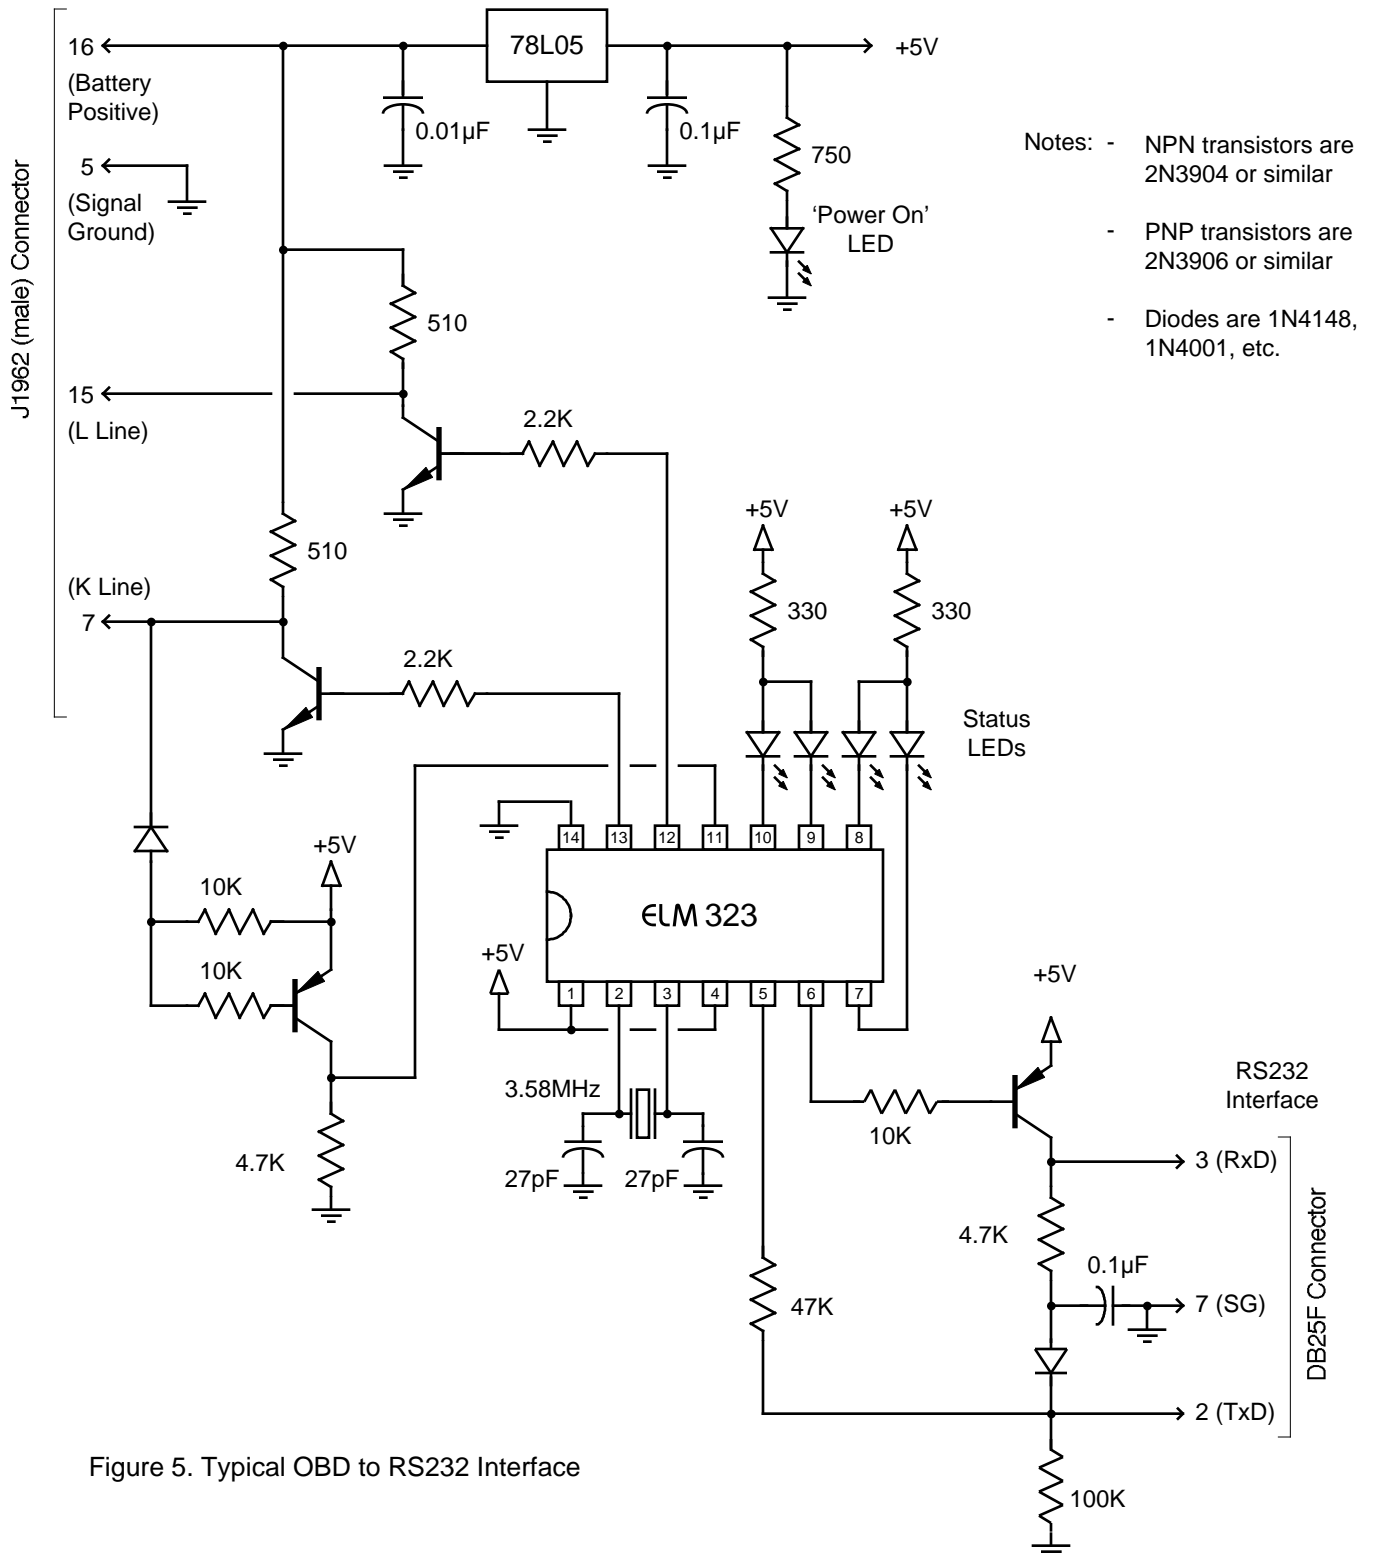 J1962 (male) Connector
16
(Battery
Positive)
5
(Signal
Ground)
15
(L Line)
(K Line)
7
78L05
+5V
0.01µF
0.1µF
750
‘Power On’
LED
Notes: - NPN transistors are
2N3904 or similar
- PNP transistors are
2N3906 or similar
- Diodes are 1N4148,
1N4001, etc.
510
2.2K
510
2.2K
+5V
+5V
330
330
Status
LEDs
14
13
12
11
10
9
8
ELM 323
1
2
3
4
5
6
7
+5V
10K
10K
+5V
4.7K
3.58MHz
27pF
27pF
+5V
10K
47K
4.7K
0.1µF
100K
RS232
Interface
3 (RxD)
7 (SG)
2 (TxD)
DB25F Connector
Figure 5. Typical OBD to RS232 Interface